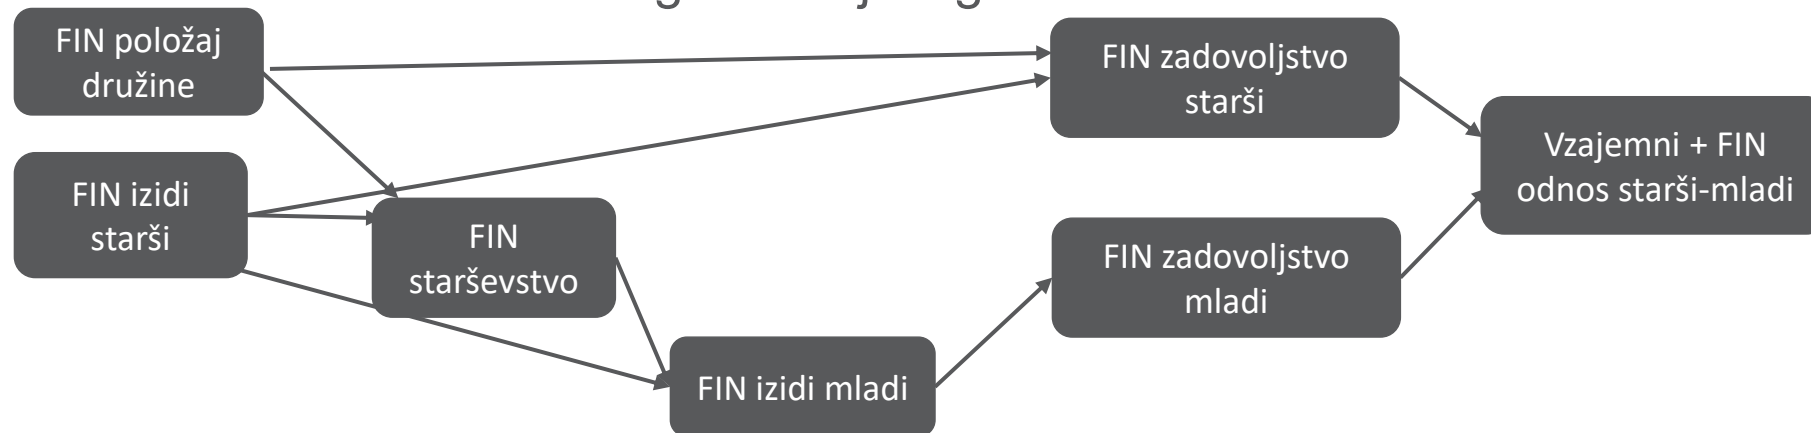 FIN položaj
družine
FIN izidi
starši
FIN
starševstvo
FIN izidi mladi
FIN zadovoljstvo
starši
FIN zadovoljstvo
mladi
Vzajemni + FIN
odnos starši-mladi